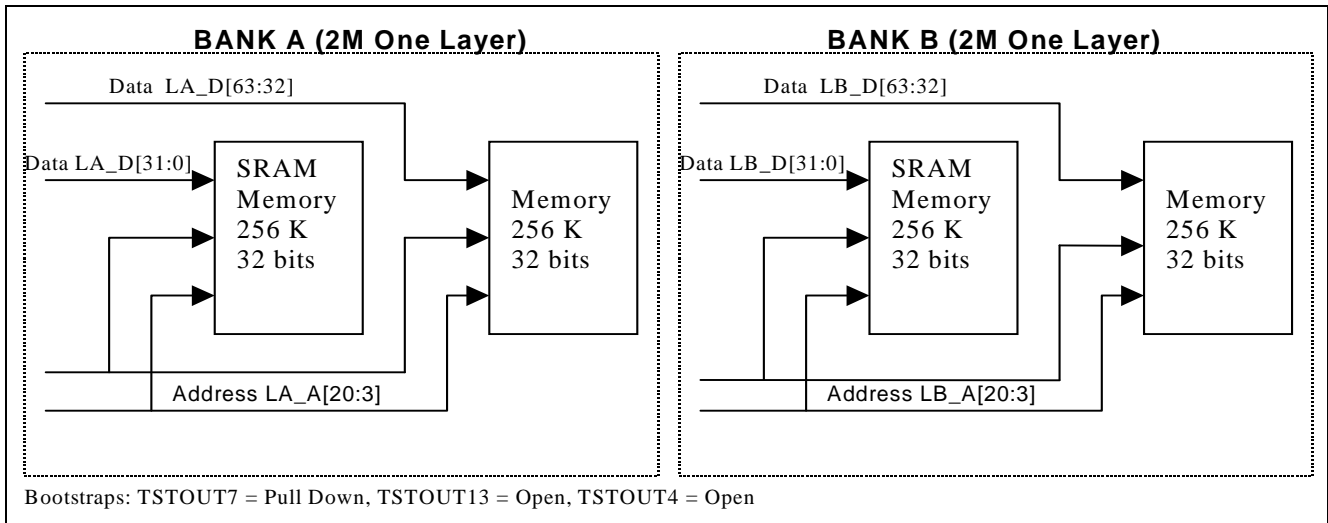 BANK A (2M One Layer)
Data LA_D[63:32]
Data LA_D[31:0]
SRAM
Memory
256 K
32 bits
Memory
256 K
32 bits
Address LA_A[20:3]
BANK B (2M One Layer)
Data LB_D[63:32]
Data LB_D[31:0]
SRAM
Memory
256 K
32 bits
Memory
256 K
32 bits
Address LB_A[20:3]
Bootstraps: TSTOUT7 = Pull Down, TSTOUT13 = Open, TSTOUT4 = Open